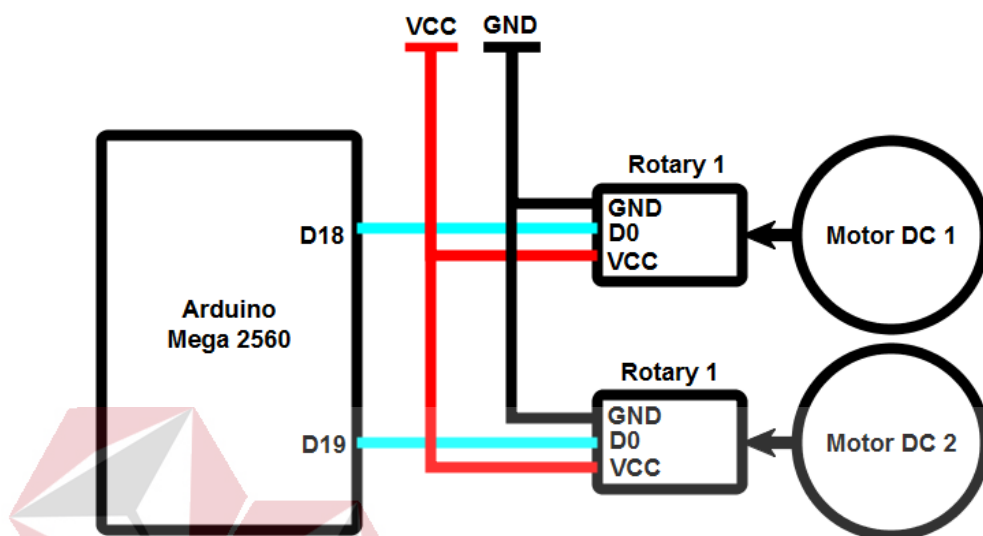 VCC
GND
Rotary 1
GND
D0
VCC
Motor DC 1
D18
Arduino
Mega 2560
Rotary 1
GND
D0
VCC
Motor DC 2
D19